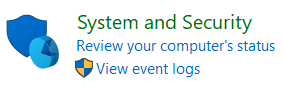 System and Security
Review your computer's status
View event logs